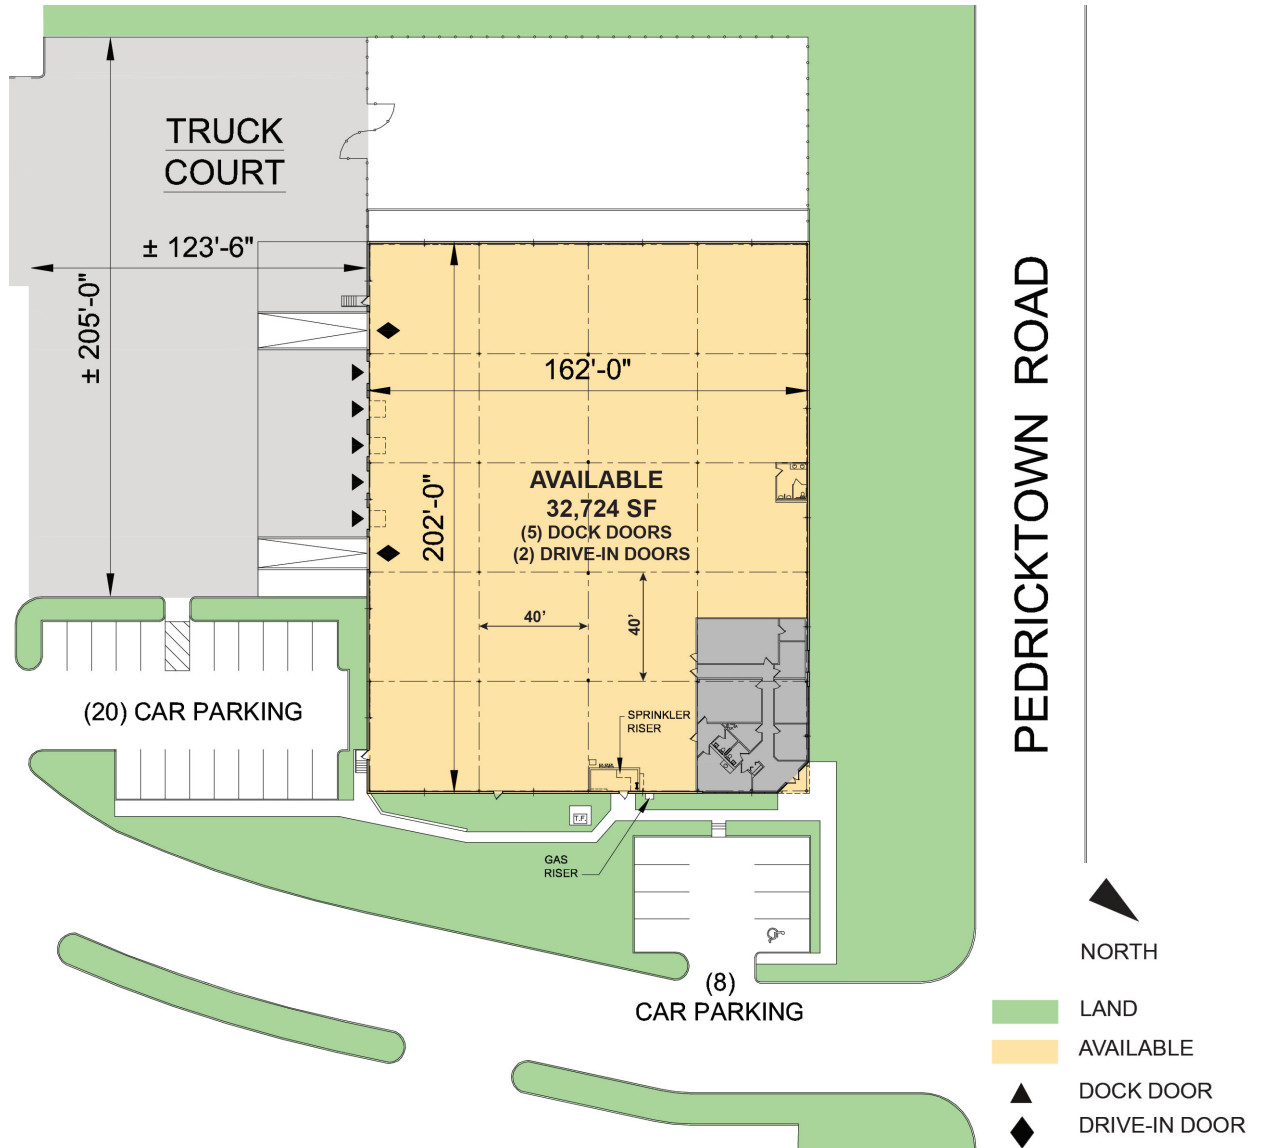 TRUCK
COURT
± 123'-6"
± 205'-0"
162'-0"
202'-0"
AVAILABLE
32,724 SF
(5) DOCK DOORS
(2) DRIVE-IN DOORS
40'
40'
SPRINKLER
RISER
(20) CAR PARKING
T.F.
GAS
RISER
(8)
CAR PARKING
PEDRICKTOWN ROAD
NORTH
LAND
AVAILABLE
DOCK DOOR
DRIVE-IN DOOR